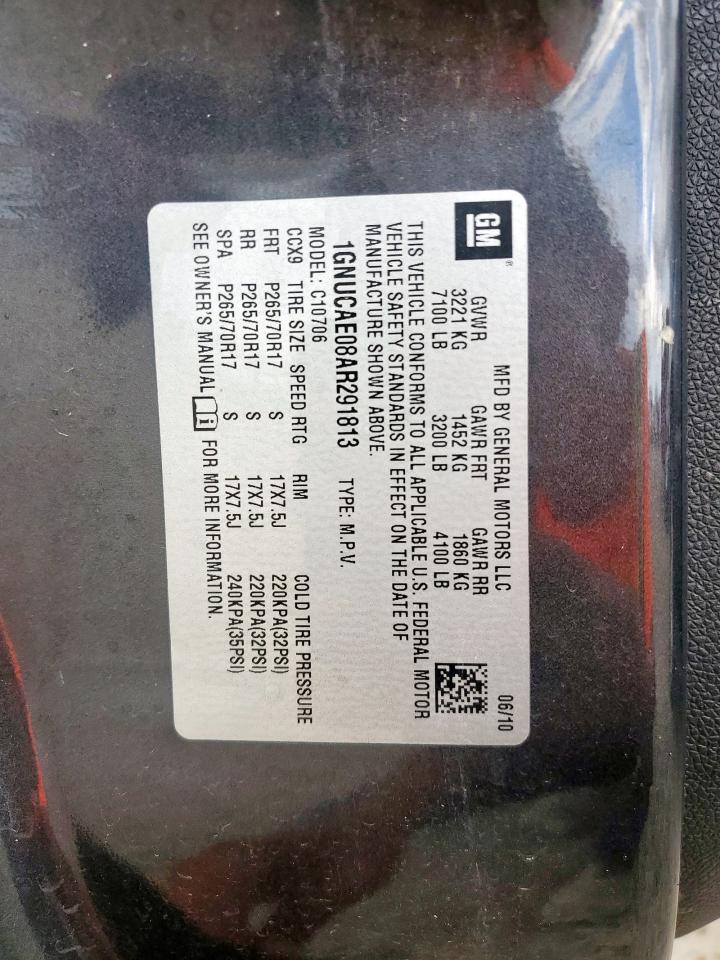 GM®
MFD BY GENERAL MOTORS LLC 06/10
GVWR GAWR FRT GAWR RR
3221 KG 1452 KG 1860 KG
7100 LB 3200 LB 4100 LB
THIS VEHICLE CONFORMS TO ALL APPLICABLE U.S. FEDERAL MOTOR
VEHICLE SAFETY STANDARDS IN EFFECT ON THE DATE OF
MANUFACTURE SHOWN ABOVE.
1GNUCAE08AR291813 TYPE: M.P.V.
MODEL: C10706
CCX9 TIRE SIZE SPEED RTG RIM COLD TIRE PRESSURE
FRT P265/70R17 S 17X7.5J 220KPA(32PSI)
RR P265/70R17 S 17X7.5J 220KPA(32PSI)
SPA P265/70R17 S 17X7.5J 240KPA(35PSI)
SEE OWNER'S MANUAL i FOR MORE INFORMATION.